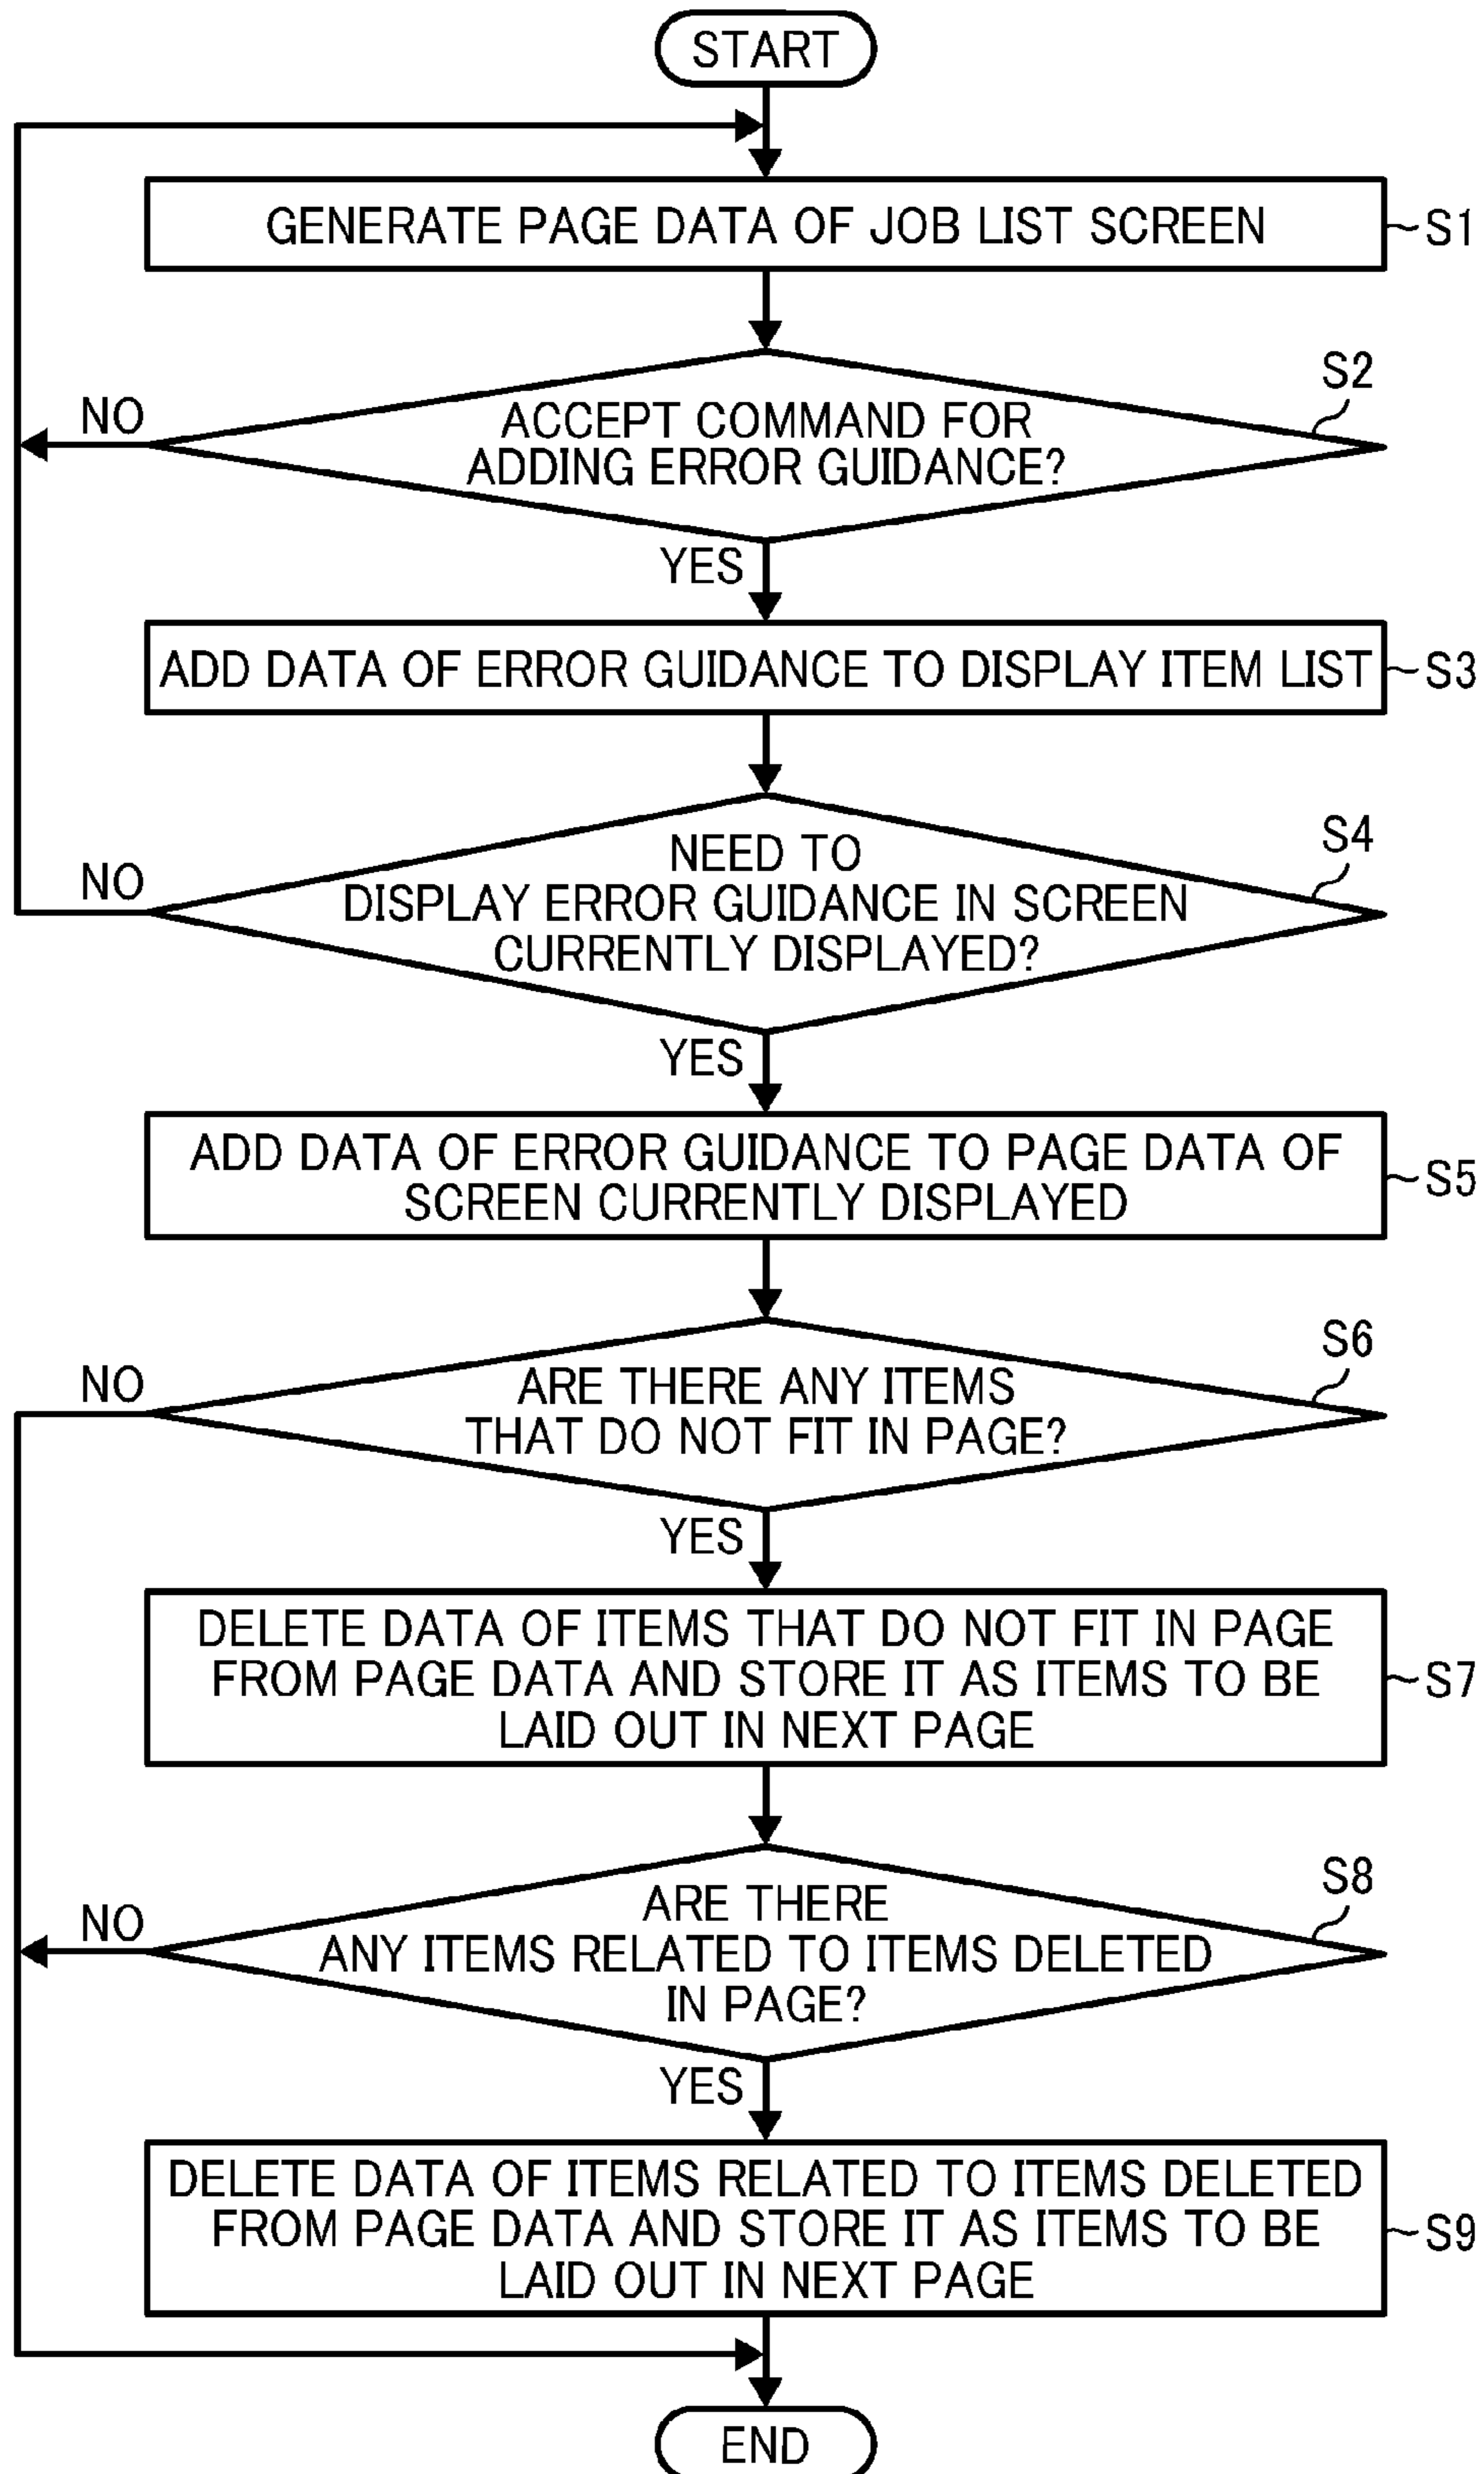 START
GENERATE PAGE DATA OF JOB LIST SCREEN
S1
S2
NO
ACCEPT COMMAND FOR
ADDING ERROR GUIDANCE?
YES
ADD DATA OF ERROR GUIDANCE TO DISPLAY ITEM LIST
S3
S4
NO
NEED TO
DISPLAY ERROR GUIDANCE IN SCREEN
CURRENTLY DISPLAYED?
YES
ADD DATA OF ERROR GUIDANCE TO PAGE DATA OF
SCREEN CURRENTLY DISPLAYED
S5
S6
NO
ARE THERE ANY ITEMS
THAT DO NOT FIT IN PAGE?
YES
DELETE DATA OF ITEMS THAT DO NOT FIT IN PAGE
FROM PAGE DATA AND STORE IT AS ITEMS TO BE
LAID OUT IN NEXT PAGE
S7
S8
NO
ARE THERE
ANY ITEMS RELATED TO ITEMS DELETED
IN PAGE?
YES
DELETE DATA OF ITEMS RELATED TO ITEMS DELETED
FROM PAGE DATA AND STORE IT AS ITEMS TO BE
LAID OUT IN NEXT PAGE
S9
END